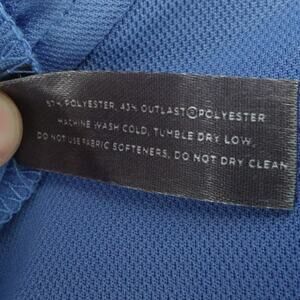 57% POLYESTER, 43% OUTLAST®POLYESTER
MACHINE WASH COLD, TUMBLE DRY LOW,
DO NOT USE FABRIC SOFTENERS, DO NOT DRY CLEAN